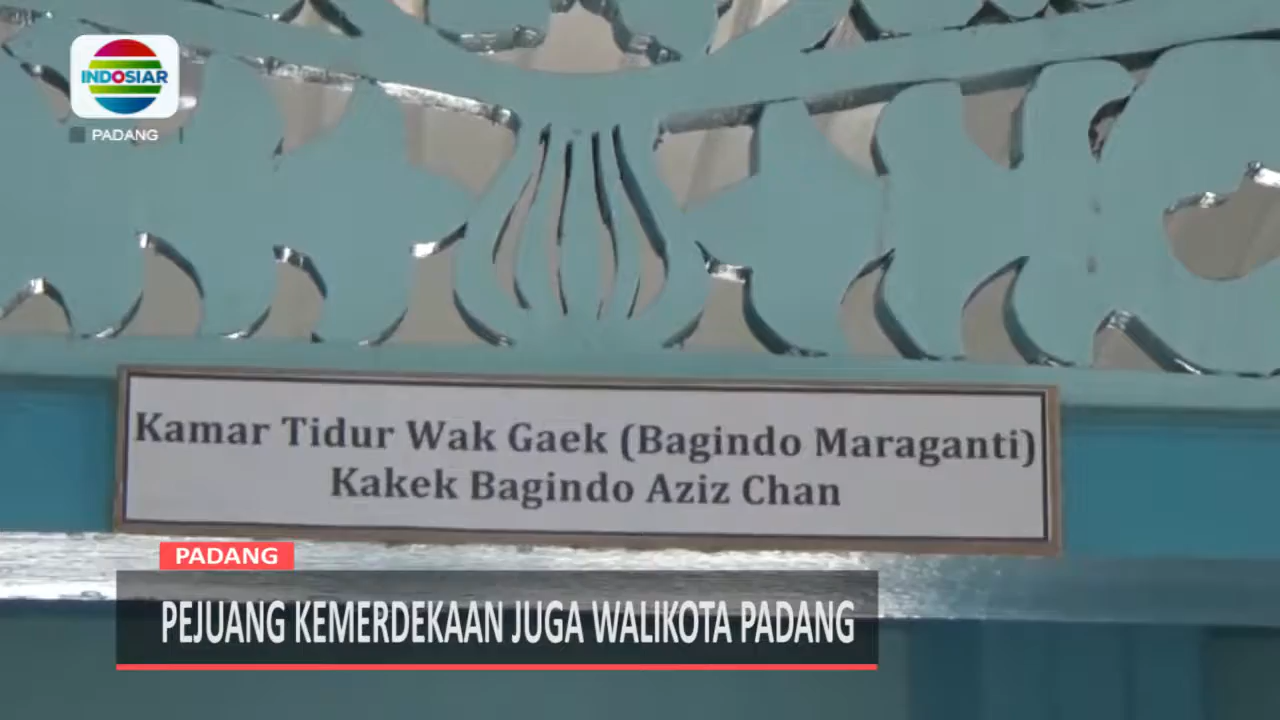 INDOSIAR
PADANG
Kamar Tidur Wak Gaek (Bagindo Maraganti)
Kakek Bagindo Aziz Chan
PADANG
PEJUANG KEMERDEKAAN JUGA WALIKOTA PADANG